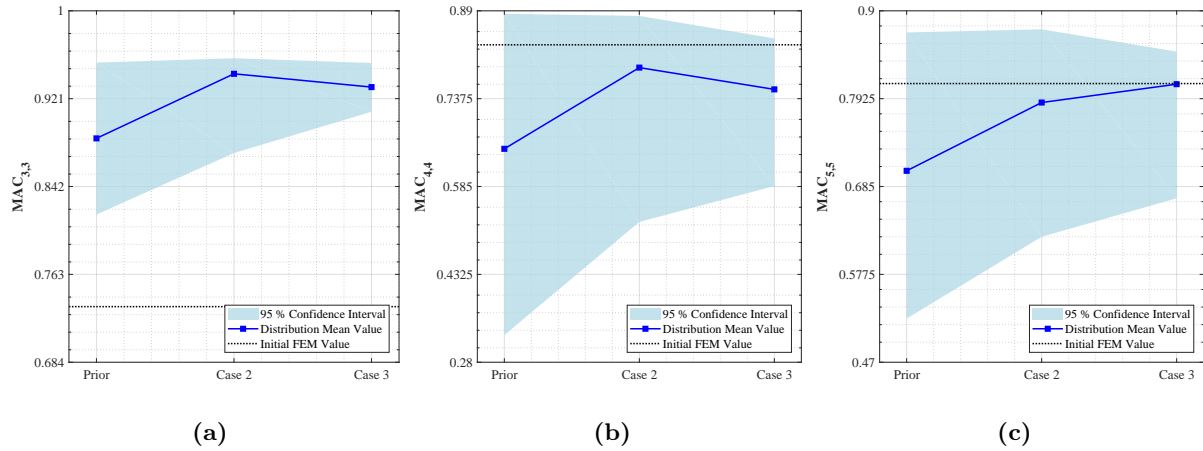 1
0.921
0.842
0.763
0.684
MAC3,3
Prior
Case 2
Case 3
95 % Confidence Interval
Distribution Mean Value
Initial FEM Value
(a)
0.89
0.7375
0.585
0.4325
0.28
MAC4,4
Prior
Case 2
Case 3
95 % Confidence Interval
Distribution Mean Value
Initial FEM Value
(b)
0.9
0.7925
0.685
0.5775
0.47
MAC5,5
Prior
Case 2
Case 3
95 % Confidence Interval
Distribution Mean Value
Initial FEM Value
(c)